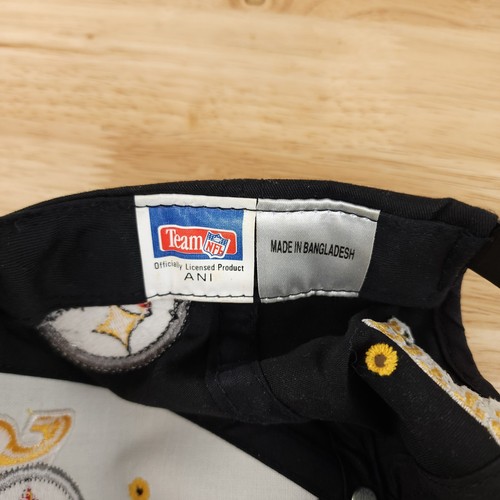 Team NFL
Officially Licensed Product
ANI
MADE IN BANGLADESH